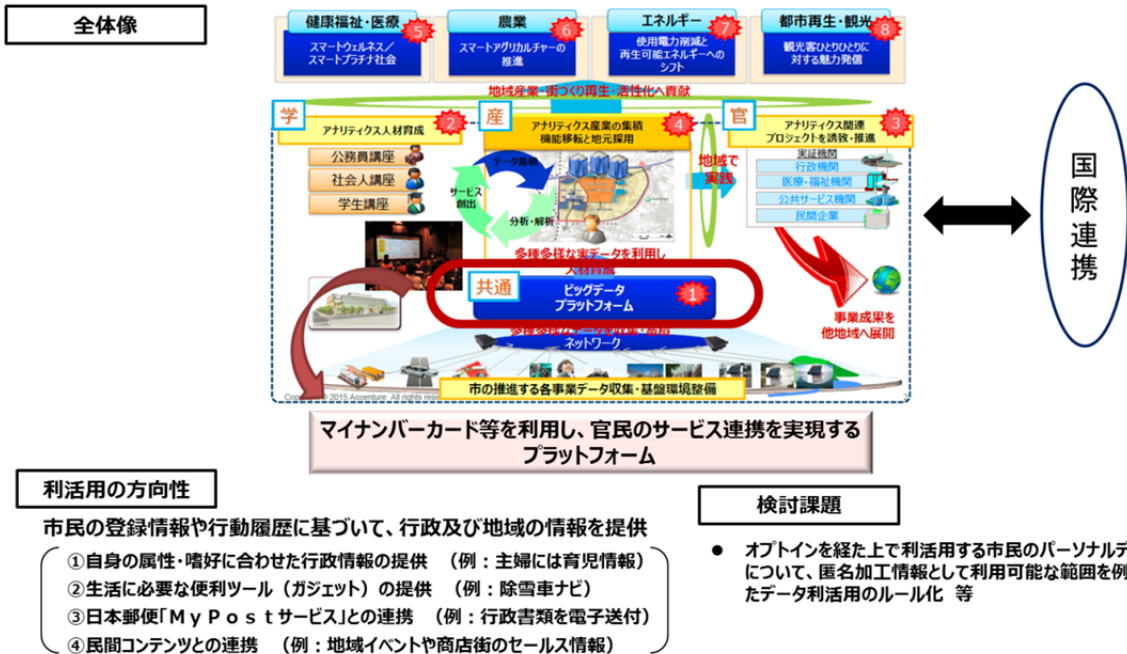 全体像
健康福祉・医療
5
スマートウェルネス／
スマートプラチナ社会
農業
6
スマートアグリカルチャーの
推進
エネルギー
7
使用電力削減と
再生可能エネルギーへの
シフト
都市再生・観光
8
観光客ひとりひとりに
対する魅力発信
地域産業・街づくり再生・活性化へ貢献
学
アナリティクス人材育成
2
公務員講座
社会人講座
学生講座
産
アナリティクス産業の集積
機能移転と地元採用
4
データ蓄積
サービス
創出
分析・解析
多種多様な実データを利用し
人材育成
地域で
実践
官
アナリティクス関連
プロジェクトを誘致・推進
3
実証機関
行政機関
医療・福祉機関
公共サービス機関
民間企業
事業成果を
他地域へ展開
共通
ビッグデータ
プラットフォーム
1
多種多様なデータを収集・蓄積
ネットワーク
市の推進する各事業データ収集・基盤環境整備
2015 Accenture All rights rese
国際連携
マイナンバーカード等を利用し、官民のサービス連携を実現する
プラットフォーム
利活用の方向性
市民の登録情報や行動履歴に基づいて、行政及び地域の情報を提供
①自身の属性・嗜好に合わせた行政情報の提供　（例：主婦には育児情報）
②生活に必要な便利ツール（ガジェット）の提供　（例：除雪車ナビ）
③日本郵便「ＭｙＰｏｓｔサービス」との連携　（例：行政書類を電子送付）
④民間コンテンツとの連携　（例：地域イベントや商店街のセールス情報）
検討課題
● オプトインを経た上で利活用する市民のパーソナルデ
について、匿名加工情報として利用可能な範囲を例
たデータ利活用のルール化　等